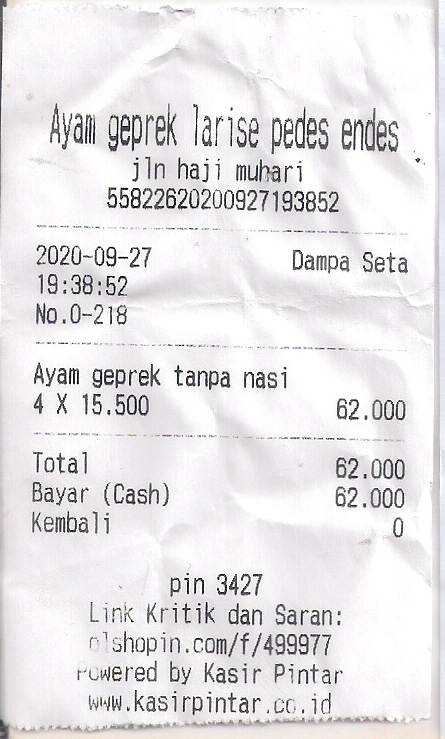 Ayam geprek larise pedes endes
jln haji muhari
55822620200927193852
2020-09-27 Dampa Seta
19:38:52
No.0-218
Ayam geprek tanpa nasi
4 X 15.500 62.000
Total 62.000
Bayar (Cash) 62.000
Kembali 0
pin 3427
Link Kritik dan Saran:
olshopin.com/f/499977
Powered by Kasir Pintar
www.kasirpintar.co.id